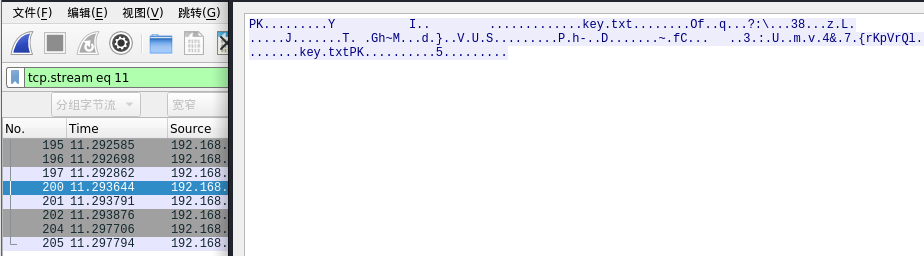 文件(F) 编辑(E) 视图(V) 跳转(G)
tcp.stream eq 11
分组字节流 宽窄
No. Time Source
195 11.292585 192.168.
196 11.292698 192.168.
197 11.292862 192.168.
200 11.293644 192.168.
201 11.293791 192.168.
202 11.293876 192.168.
204 11.297706 192.168.
205 11.297794 192.168.
PK.........Y          I..        .............key.txt........Of..q...?:\...38...z.L.
.....J.......T. .Gh~M...d.}..V.U.S.........P.h-..D.......~.fC...   ..3.:.U..m.v.4&.7.{rKpVrQl.
.......key.txtPK..........5.........